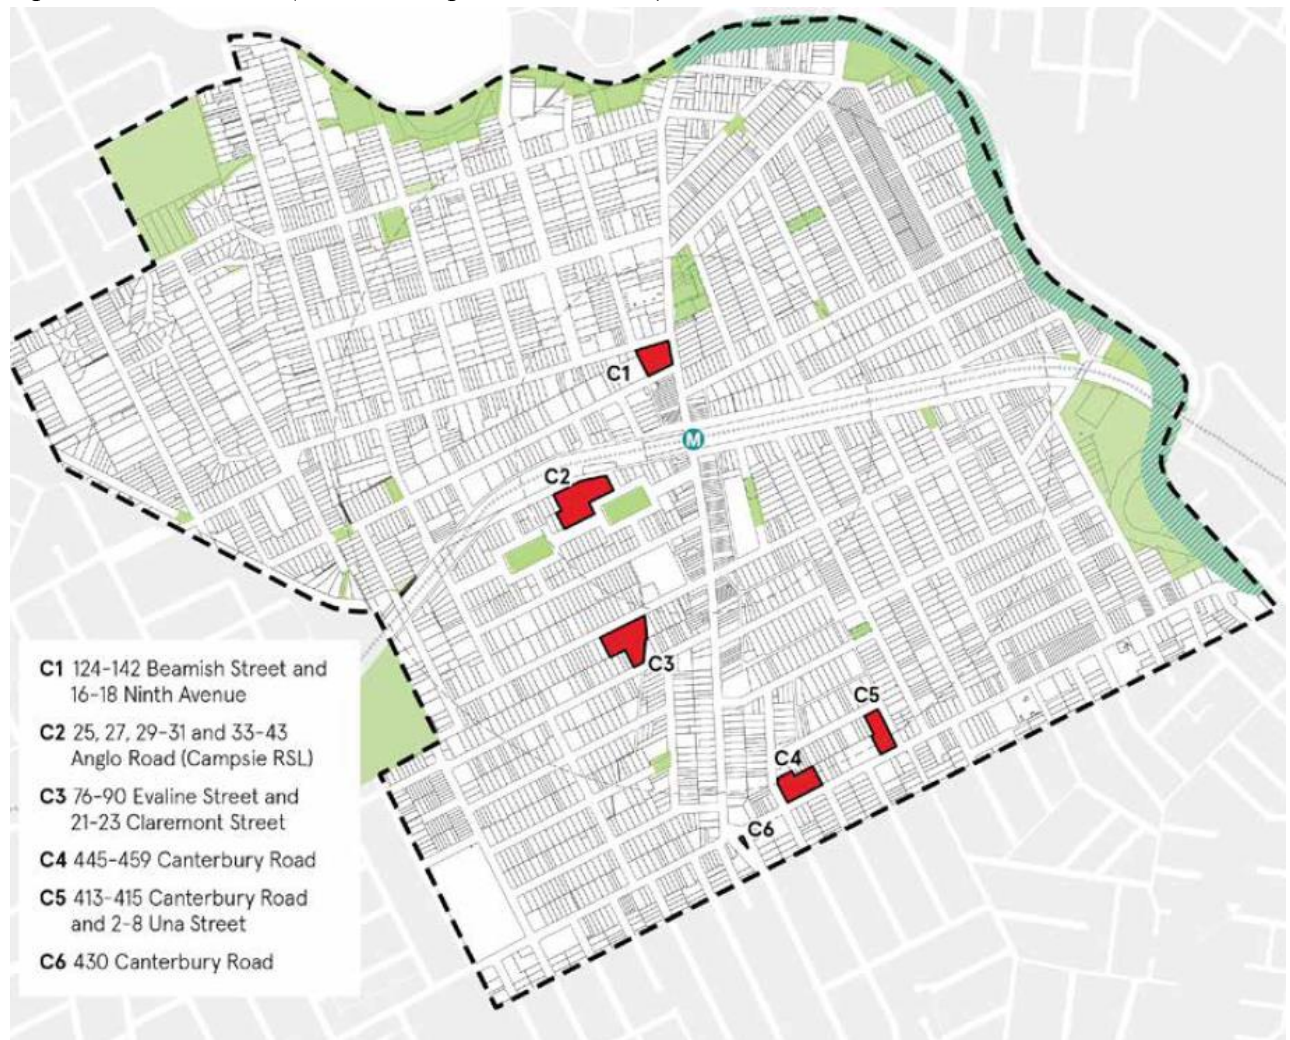 C1
M
C2
C3
C5
C4
C6
C1 124-142 Beamish Street and
16-18 Ninth Avenue
C2 25, 27, 29-31 and 33-43
Anglo Road (Campsie RSL)
C3 76-90 Evaline Street and
21-23 Claremont Street
C4 445-459 Canterbury Road
C5 413-415 Canterbury Road
and 2-8 Una Street
C6 430 Canterbury Road